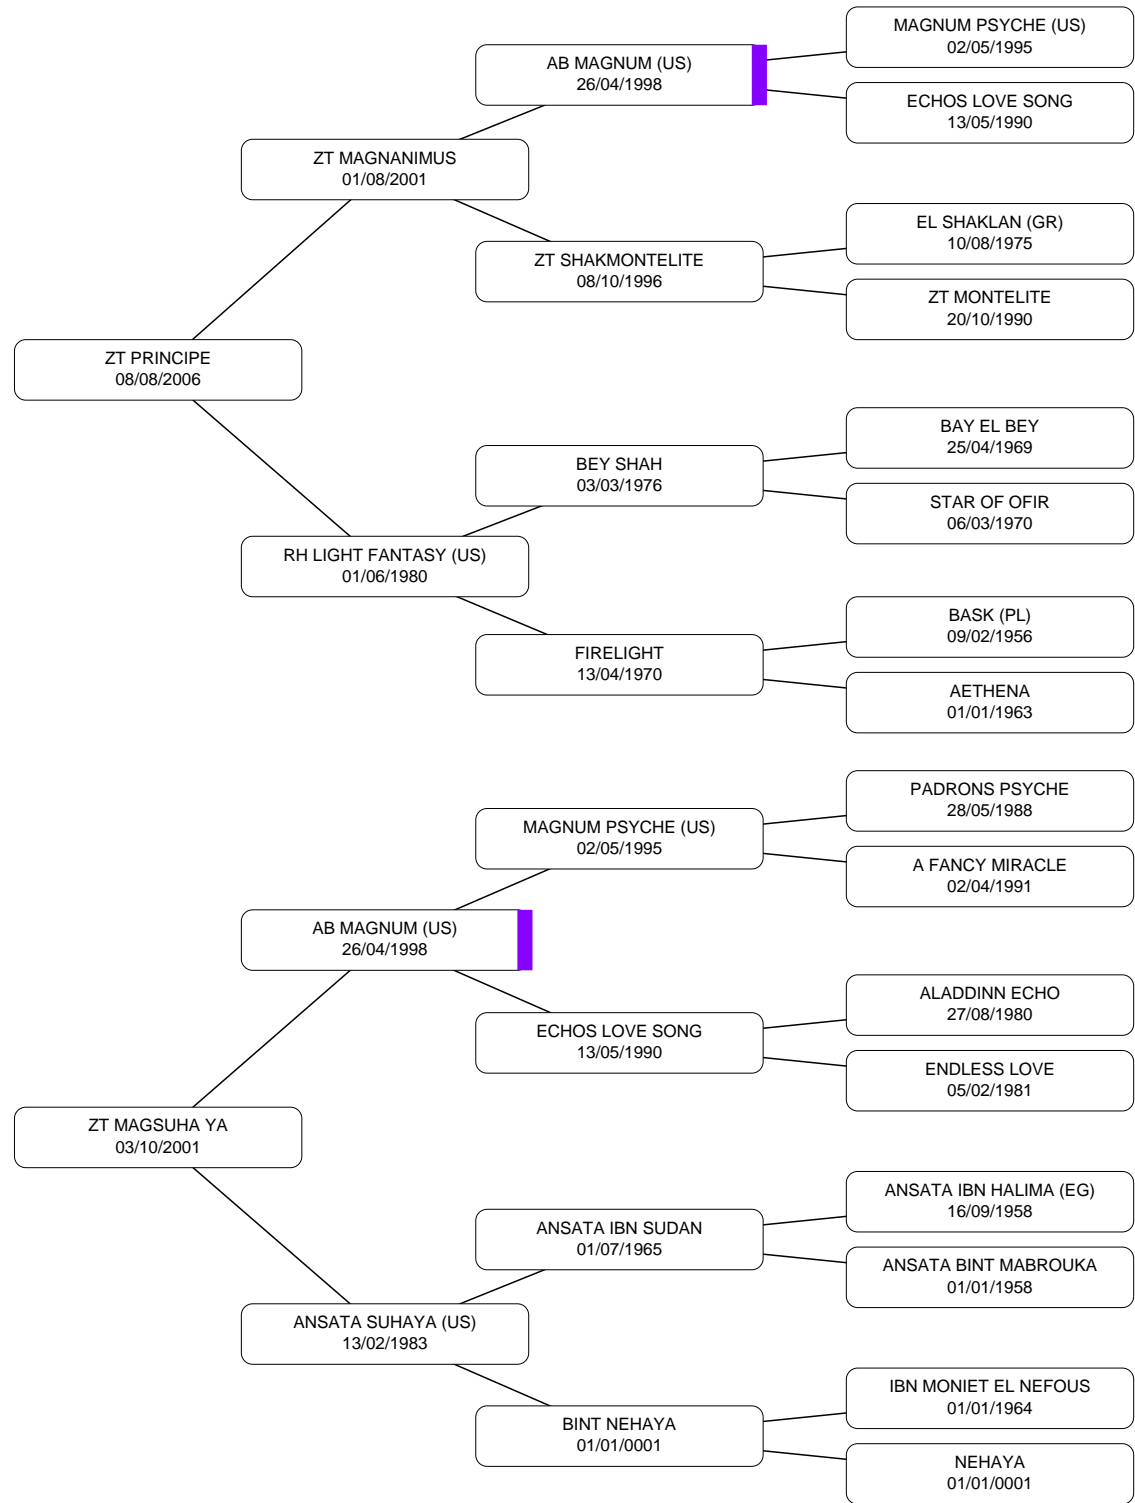 MAGNUM PSYCHE (US)
02/05/1995
AB MAGNUM (US)
26/04/1998
ECHOS LOVE SONG
13/05/1990
ZT MAGNANIMUS
01/08/2001
EL SHAKLAN (GR)
10/08/1975
ZT SHAKMONTELITE
08/10/1996
ZT MONTELITE
20/10/1990
ZT PRINCIPE
08/08/2006
BAY EL BEY
25/04/1969
BEY SHAH
03/03/1976
STAR OF OFIR
06/03/1970
RH LIGHT FANTASY (US)
01/06/1980
BASK (PL)
09/02/1956
FIRELIGHT
13/04/1970
AETHENA
01/01/1963
PADRONS PSYCHE
28/05/1988
MAGNUM PSYCHE (US)
02/05/1995
A FANCY MIRACLE
02/04/1991
AB MAGNUM (US)
26/04/1998
ALADDINN ECHO
27/08/1980
ECHOS LOVE SONG
13/05/1990
ENDLESS LOVE
05/02/1981
ZT MAGSUHA YA
03/10/2001
ANSATA IBN HALIMA (EG)
16/09/1958
ANSATA IBN SUDAN
01/07/1965
ANSATA BINT MABROUKA
01/01/1958
ANSATA SUHAYA (US)
13/02/1983
IBN MONIET EL NEFOUS
01/01/1964
BINT NEHAYA
01/01/0001
NEHAYA
01/01/0001